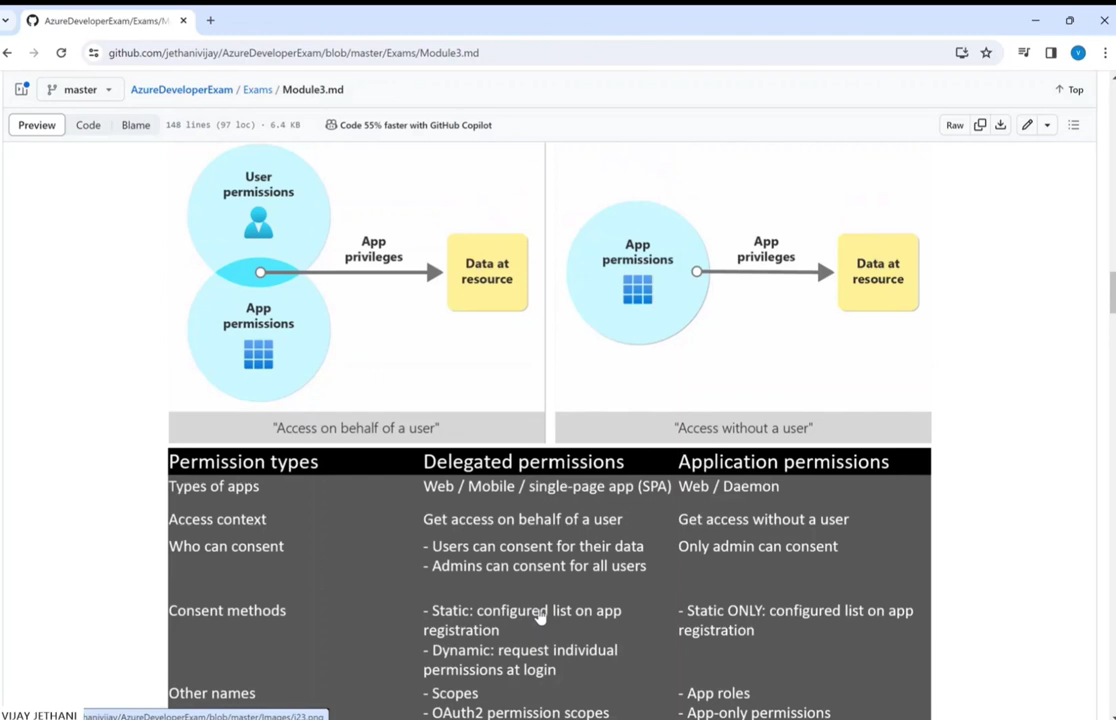 AzureDeveloperExam/Exams/M
github.com/jethanivijay/AzureDeveloperExam/blob/master/Exams/Module3.md
master
AzureDeveloperExam / Exams / Module3.md
Top
Preview
Code
Blame
148 lines (97 loc) · 6.4 KB
Code 55% faster with GitHub Copilot
Raw
User
permissions
App
privileges
Data at
resource
App
permissions
"Access on behalf of a user"
App
permissions
App
privileges
Data at
resource
"Access without a user"
Permission types Delegated permissions Application permissions
Types of apps Web / Mobile / single-page app (SPA) Web / Daemon
Access context Get access on behalf of a user Get access without a user
Who can consent - Users can consent for their data Only admin can consent
- Admins can consent for all users
Consent methods - Static: configured list on app - Static ONLY: configured list on app
registration registration
- Dynamic: request individual
permissions at login
Other names - Scopes - App roles
- OAuth2 permission scopes - App-only permissions
VIJAY JETHANI
hanivijay/AzureDeveloperExam/blob/master/Images/i23.png